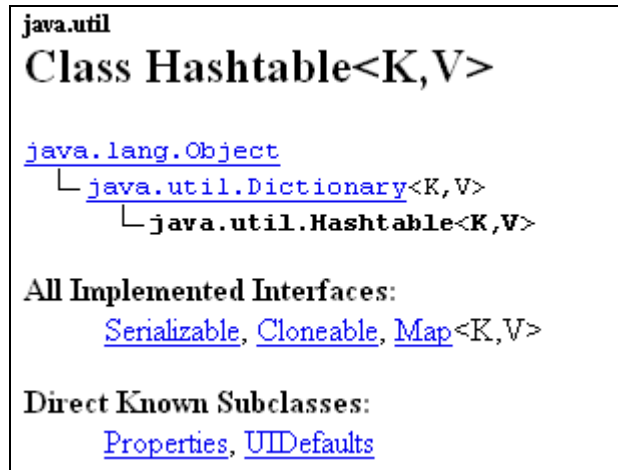 java.util
Class Hashtable<K,V>
java.lang.Object
java.util.Dictionary<K,V>
java.util.Hashtable<K,V>
All Implemented Interfaces:
Serializable, Cloneable, Map<K,V>
Direct Known Subclasses:
Properties, UIDefaults